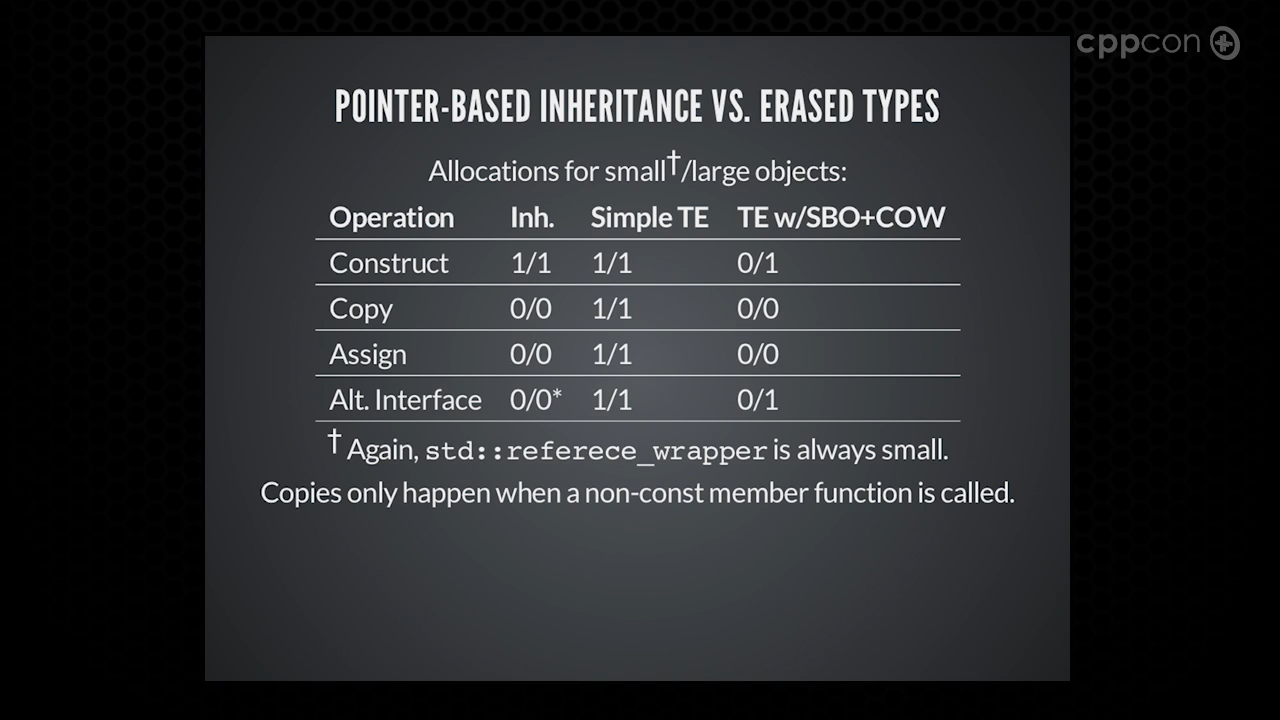 cppcon
POINTER-BASED INHERITANCE VS. ERASED TYPES
Allocations for small†/large objects:
Operation Inh. Simple TE TE w/SBO+COW
Construct 1/1 1/1 0/1
Copy 0/0 1/1 0/0
Assign 0/0 1/1 0/0
Alt. Interface 0/0* 1/1 0/1
† Again, std::referece_wrapper is always small.
Copies only happen when a non-const member function is called.